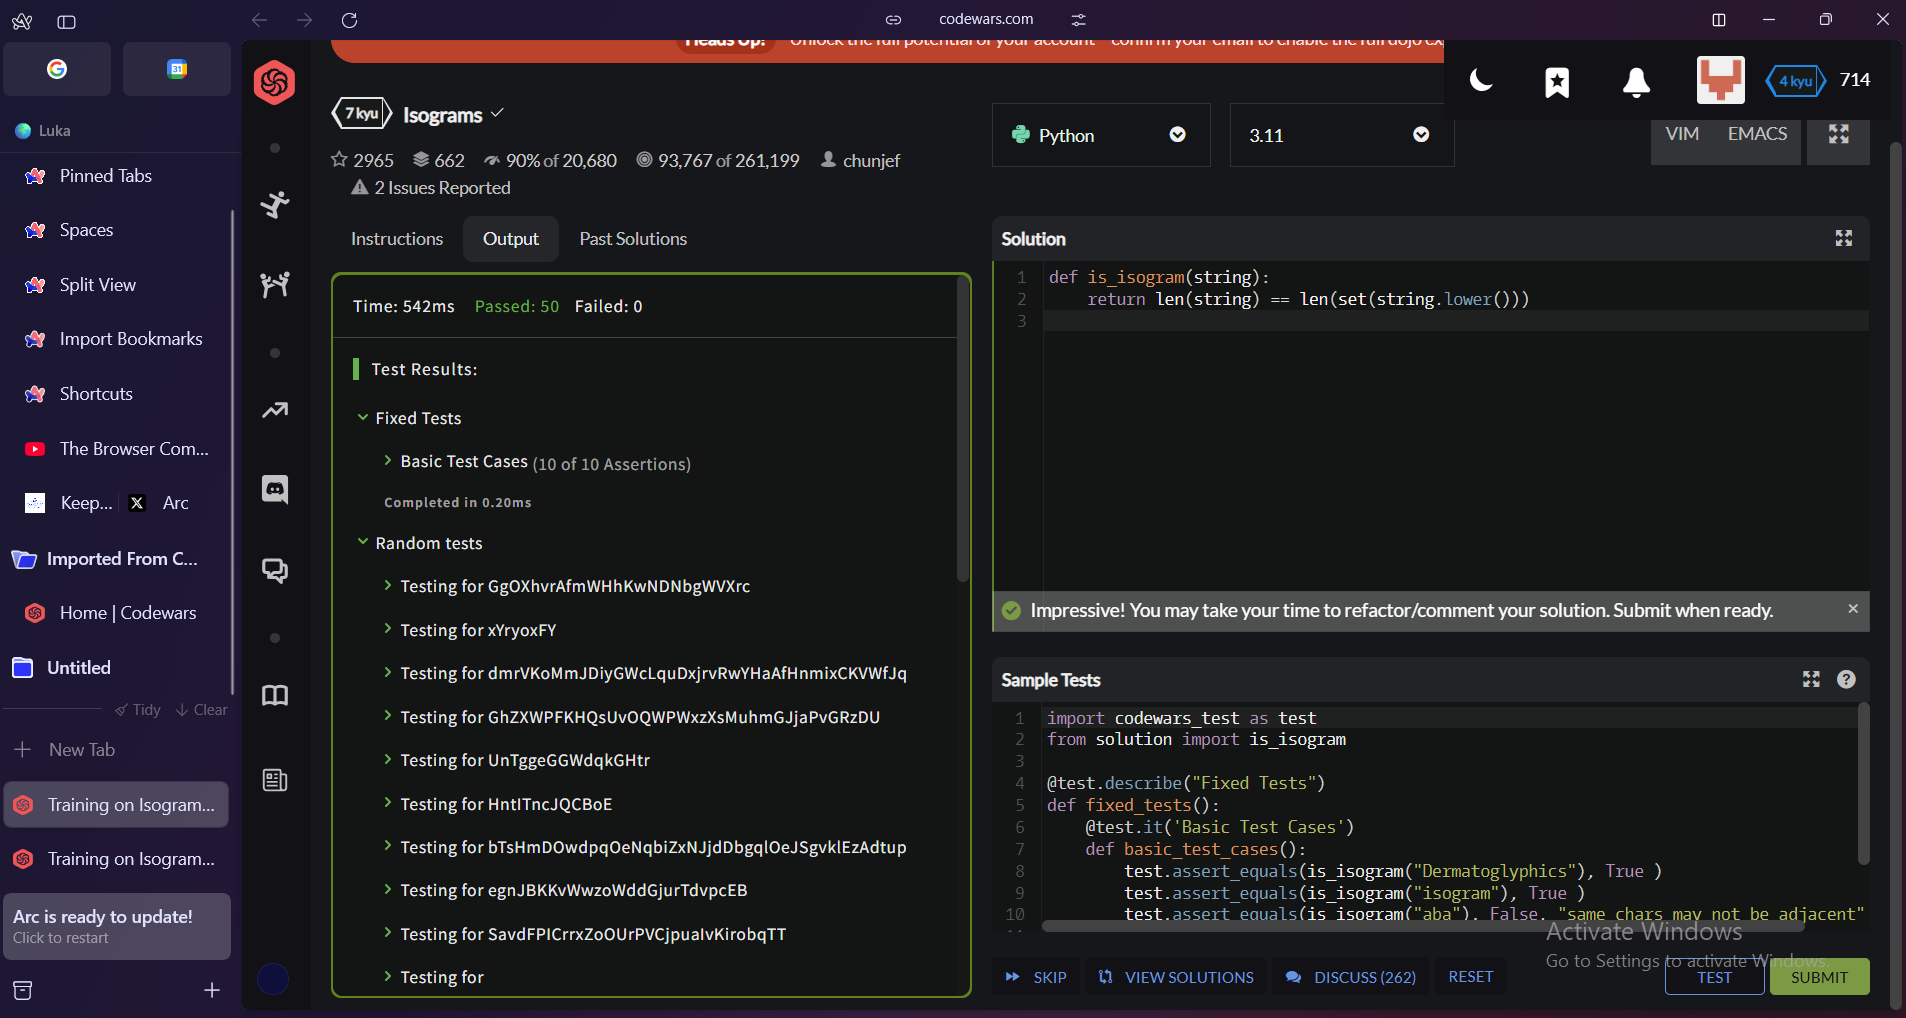 codewars.com
31
Luka
Pinned Tabs
Spaces
Split View
Import Bookmarks
Shortcuts
The Browser Com...
Keep...
Arc
Imported From C...
Home | Codewars
Untitled
Tidy
Clear
New Tab
Training on Isogram...
Training on Isogram...
Arc is ready to update!
Click to restart
Heads Up!
Unlock the full potential of your account
confirm your email to enable the full dojo ex
4 kyu
714
7 kyu
Isograms
2965
662
90% of 20,680
93,767 of 261,199
chunjef
2 Issues Reported
Python
3.11
VIM
EMACS
Instructions
Output
Past Solutions
Time: 542ms Passed: 50 Failed: 0
Test Results:
Fixed Tests
Basic Test Cases (10 of 10 Assertions)
Completed in 0.20ms
Random tests
Testing for GgOXhvrAfmWHhKwNDNbgWVXrc
Testing for xYryoxFY
Testing for dmrVKoMmJDiyGWcLquDxjrvRwYHaAfHnmixCKVWfJq
Testing for GhZXWPFKHQsUvOQWPWxzXsMuhmGJjaPvGRzDU
Testing for UnTggeGGWdqkGHtr
Testing for HntlTncJQCBoE
Testing for bTsHmDOwdpqOeNqbiZxNJjdDbgqlOeJSgvklEzAdtup
Testing for egnJBKKvWwzoWddGjurTdvpcEB
Testing for SavdFPICrrxZoOUrPVCjpualvKirobqTT
Testing for
Solution
1 def is_isogram(string):
2     return len(string) == len(set(string.lower()))
3
Impressive! You may take your time to refactor/comment your solution. Submit when ready.
Sample Tests
1 import codewars_test as test
2 from solution import is_isogram
3
4 @test.describe("Fixed Tests")
5 def fixed_tests():
6     @test.it('Basic Test Cases')
7     def basic_test_cases():
8         test.assert_equals(is_isogram("Dermatoglyphics"), True )
9         test.assert_equals(is_isogram("isogram"), True )
10         test.assert_equals(is_isogram("aba"), False, "same chars may not be adjacent"
Activate Windows
Go to Settings to activate Windows.
SKIP
VIEW SOLUTIONS
DISCUSS (262)
RESET
TEST
SUBMIT